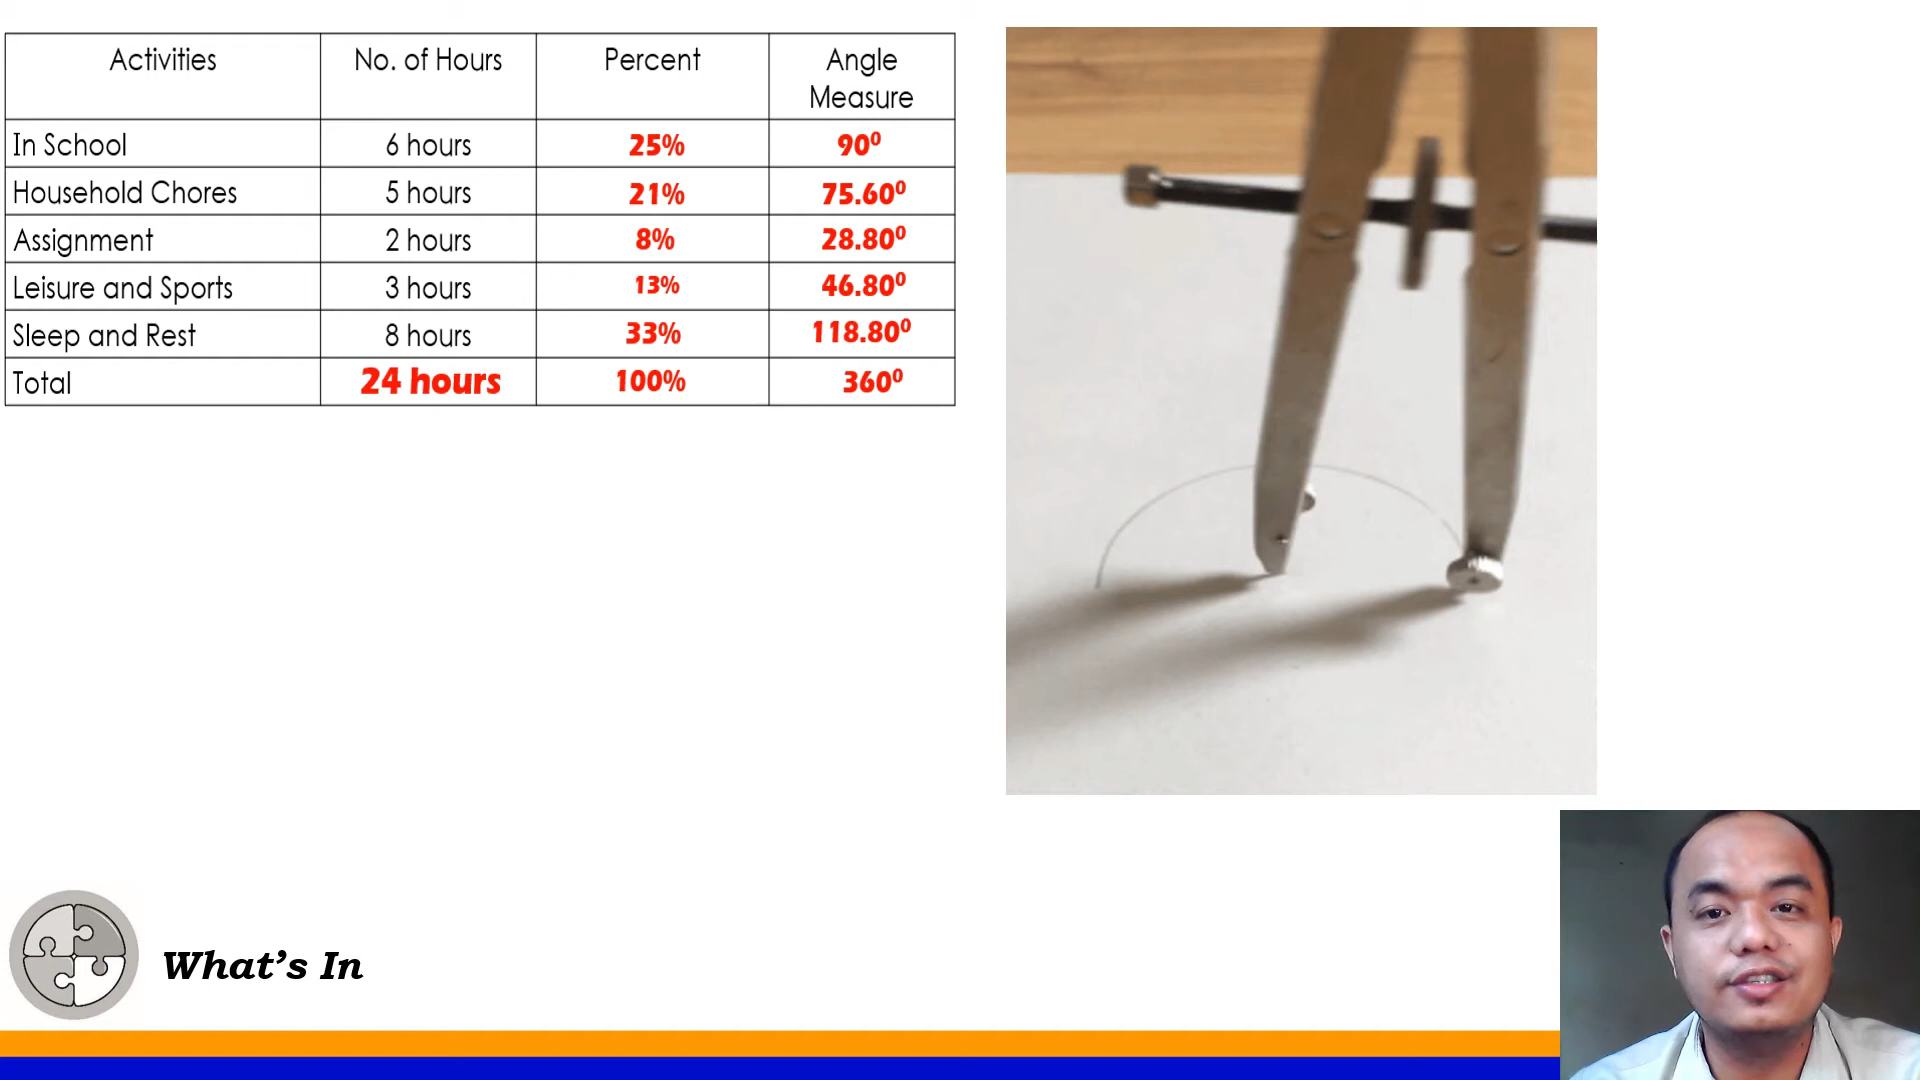 Activities No. of Hours Percent Angle Measure
In School 6 hours 25% 90⁰
Household Chores 5 hours 21% 75.60⁰
Assignment 2 hours 8% 28.80⁰
Leisure and Sports 3 hours 13% 46.80⁰
Sleep and Rest 8 hours 33% 118.80⁰
Total 24 hours 100% 360⁰
What's In